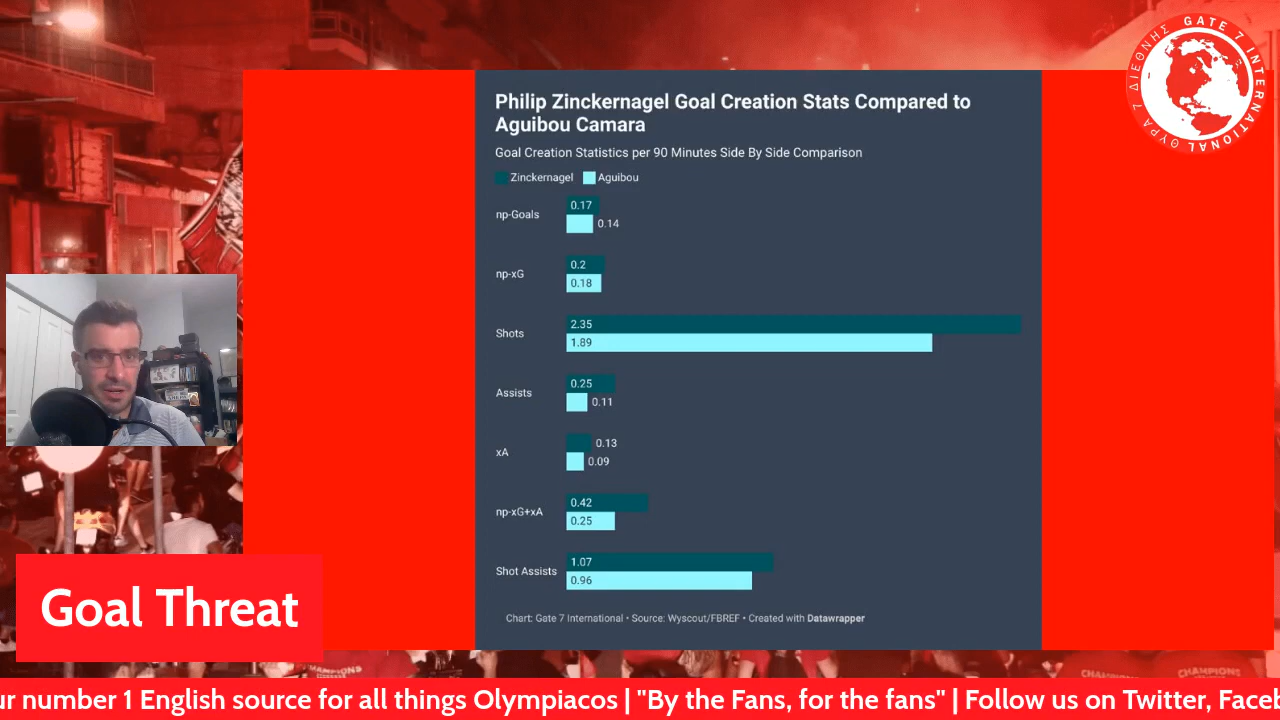 GATE 7 INTERNATIONAL
ΘΥΡΑ 7 ΔΙΕΘΝΗΣ
Philip Zinckernagel Goal Creation Stats Compared to
Aguibou Camara
Goal Creation Statistics per 90 Minutes Side By Side Comparison
Zinckernagel Aguibou
np-Goals
0.17
0.14
np-xG
0.2
0.18
Shots
2.35
1.89
Assists
0.25
0.11
xA
0.13
0.09
np-xG+xA
0.42
0.25
Shot Assists
1.07
0.96
Chart: Gate 7 International • Source: Wyscout/FBREF • Created with Datawrapper
Goal Threat
CHAMPIONS CHAMPIONS
ur number 1 English source for all things Olympiacos | "By the Fans, for the fans" | Follow us on Twitter, Faceb